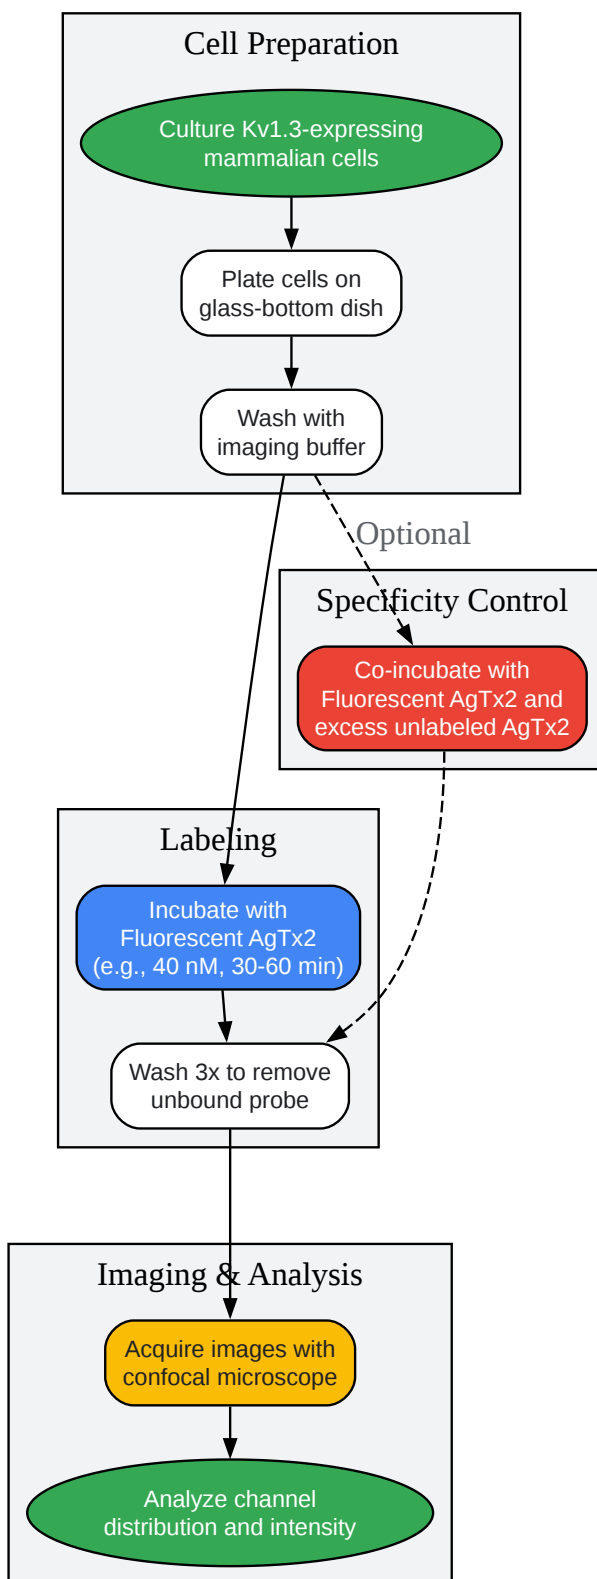 Cell Preparation
Culture Kv1.3-expressing
mammalian cells
Plate cells on
glass-bottom dish
Wash with
imaging buffer
Optional
Specificity Control
Co-incubate with
Fluorescent AgTx2 and
excess unlabeled AgTx2
Labeling
Incubate with
Fluorescent AgTx2
(e.g., 40 nM, 30-60 min)
Wash 3x to remove
unbound probe
Imaging & Analysis
Acquire images with
confocal microscope
Analyze channel
distribution and intensity